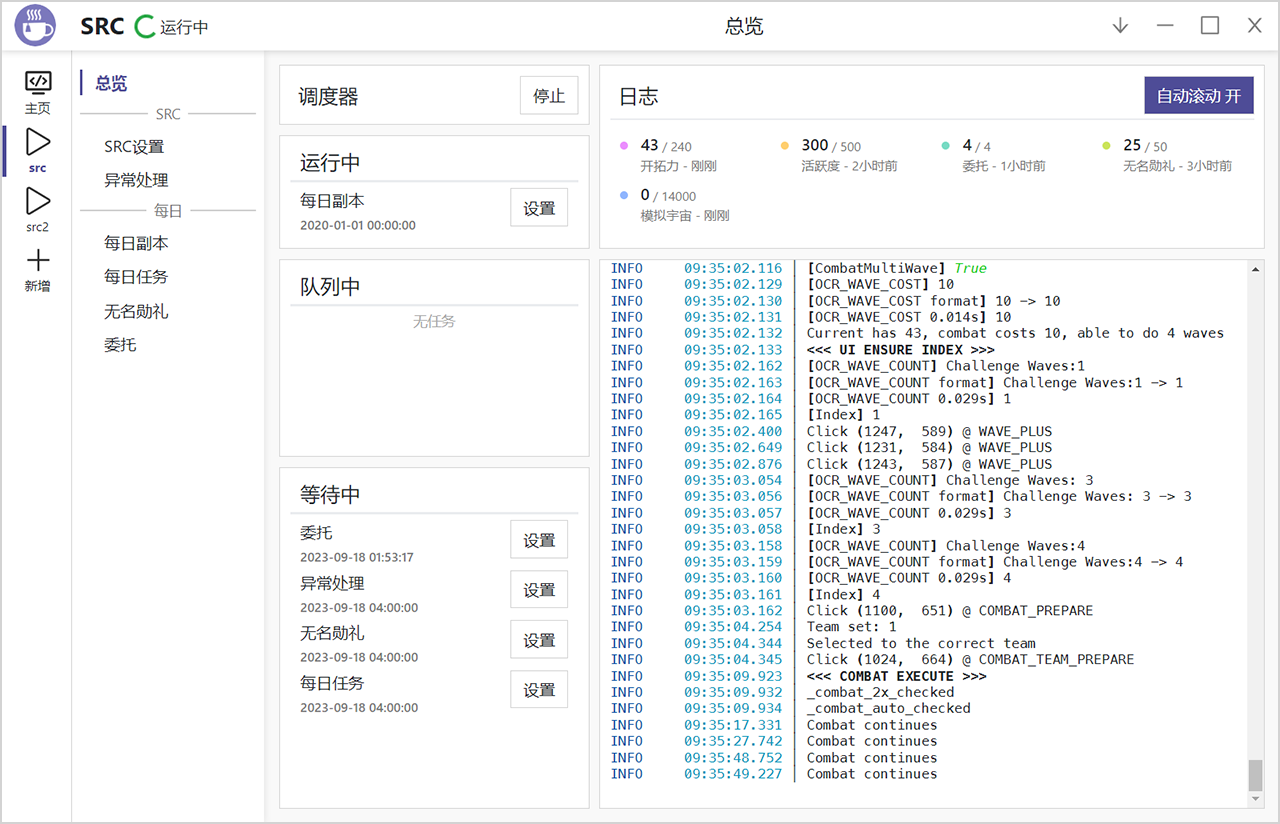 SRC 运行中
总览
主页
src
src2
新增
总览
SRC
SRC设置
异常处理
每日
每日副本
每日任务
无名勋礼
委托
调度器
停止
运行中
每日副本
2020-01-01 00:00:00
设置
队列中
无任务
等待中
委托
2023-09-18 01:53:17
设置
异常处理
2023-09-18 04:00:00
设置
无名勋礼
2023-09-18 04:00:00
设置
每日任务
2023-09-18 04:00:00
设置
日志
自动滚动 开
43 / 240
开拓力 - 刚刚
300 / 500
活跃度 - 2小时前
4 / 4
委托 - 1小时前
25 / 50
无名勋礼 - 3小时前
0 / 14000
模拟宇宙 - 刚刚
INFO 09:35:02.116 │ [CombatMultiWave] True
INFO 09:35:02.129 │ [OCR_WAVE_COST] 10
INFO 09:35:02.130 │ [OCR_WAVE_COST format] 10 -> 10
INFO 09:35:02.131 │ [OCR_WAVE_COST 0.014s] 10
INFO 09:35:02.132 │ Current has 43, combat costs 10, able to do 4 waves
INFO 09:35:02.133 │ <<< UI ENSURE INDEX >>>
INFO 09:35:02.162 │ [OCR_WAVE_COUNT] Challenge Waves:1
INFO 09:35:02.163 │ [OCR_WAVE_COUNT format] Challenge Waves:1 -> 1
INFO 09:35:02.164 │ [OCR_WAVE_COUNT 0.029s] 1
INFO 09:35:02.165 │ [Index] 1
INFO 09:35:02.400 │ Click (1247,  589) @ WAVE_PLUS
INFO 09:35:02.649 │ Click (1231,  584) @ WAVE_PLUS
INFO 09:35:02.876 │ Click (1243,  587) @ WAVE_PLUS
INFO 09:35:03.054 │ [OCR_WAVE_COUNT] Challenge Waves: 3
INFO 09:35:03.056 │ [OCR_WAVE_COUNT format] Challenge Waves: 3 -> 3
INFO 09:35:03.057 │ [OCR_WAVE_COUNT 0.029s] 3
INFO 09:35:03.058 │ [Index] 3
INFO 09:35:03.158 │ [OCR_WAVE_COUNT] Challenge Waves:4
INFO 09:35:03.159 │ [OCR_WAVE_COUNT format] Challenge Waves:4 -> 4
INFO 09:35:03.160 │ [OCR_WAVE_COUNT 0.029s] 4
INFO 09:35:03.161 │ [Index] 4
INFO 09:35:03.162 │ Click (1100,  651) @ COMBAT_PREPARE
INFO 09:35:04.254 │ Team set: 1
INFO 09:35:04.344 │ Selected to the correct team
INFO 09:35:04.345 │ Click (1024,  664) @ COMBAT_TEAM_PREPARE
INFO 09:35:09.923 │ <<< COMBAT EXECUTE >>>
INFO 09:35:09.932 │ _combat_2x_checked
INFO 09:35:09.934 │ _combat_auto_checked
INFO 09:35:17.331 │ Combat continues
INFO 09:35:27.742 │ Combat continues
INFO 09:35:48.752 │ Combat continues
INFO 09:35:49.227 │ Combat continues